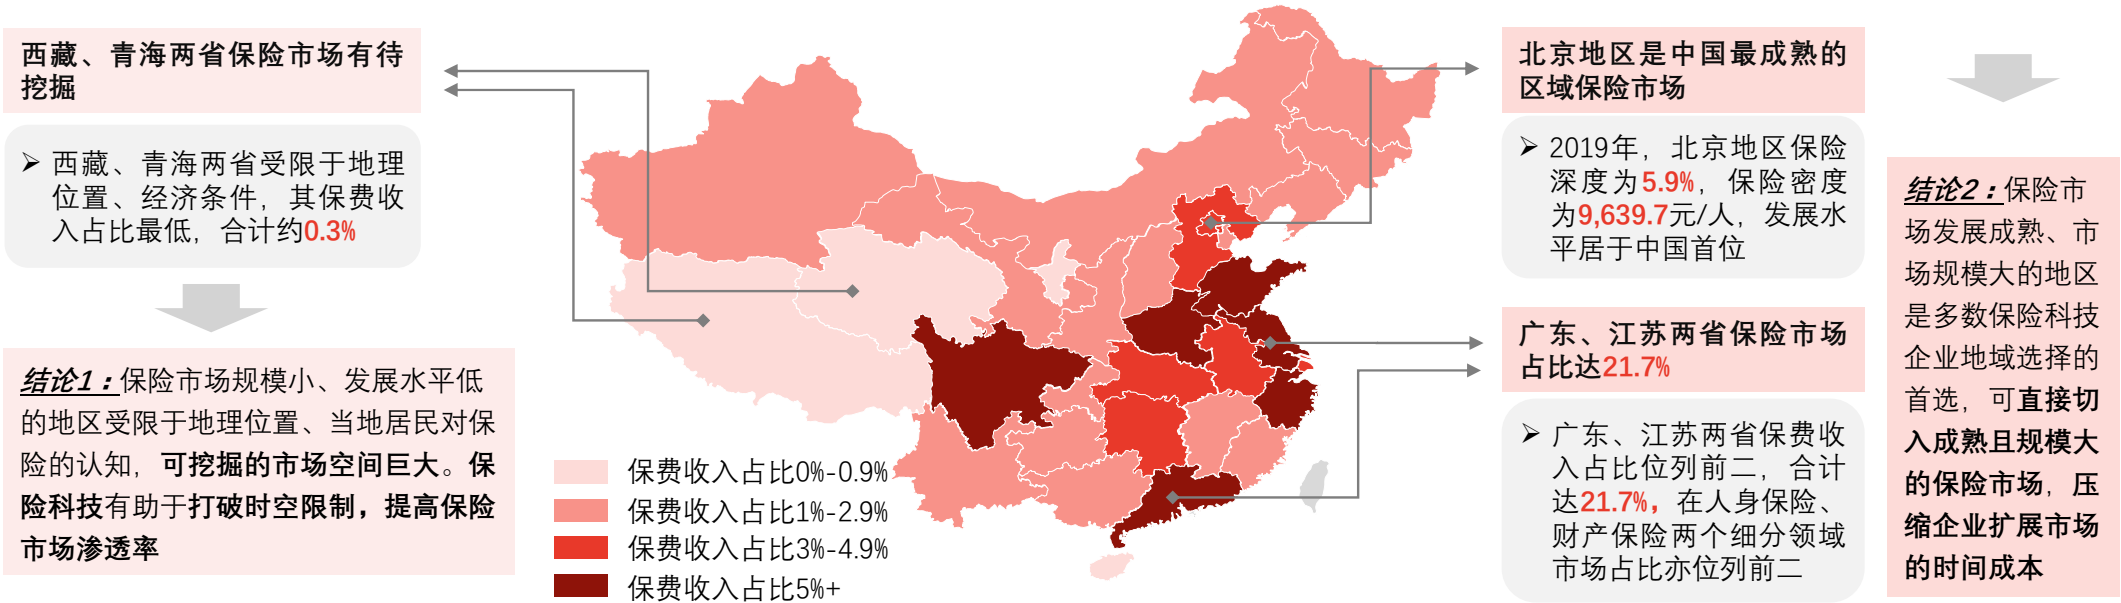 西藏、青海两省保险市场有待
挖掘
➢ 西藏、青海两省受限于地理
位置、经济条件，其保费收
入占比最低，合计约0.3%
结论1：保险市场规模小、发展水平低
的地区受限于地理位置、当地居民对保
险的认知，可挖掘的市场空间巨大。保
险科技有助于打破时空限制，提高保险
市场渗透率
保费收入占比0%-0.9%
保费收入占比1%-2.9%
保费收入占比3%-4.9%
保费收入占比5%+
北京地区是中国最成熟的
区域保险市场
➢ 2019年，北京地区保险
深度为5.9%，保险密度
为9,639.7元/人，发展水
平居于中国首位
广东、江苏两省保险市场
占比达21.7%
➢ 广东、江苏两省保费收
入占比位列前二，合计
达21.7%，在人身保险、
财产保险两个细分领域
市场占比亦位列前二
结论2：保险市
场发展成熟、市
场规模大的地区
是多数保险科技
企业地域选择的
首选，可直接切
入成熟且规模大
的保险市场，压
缩企业扩展市场
的时间成本